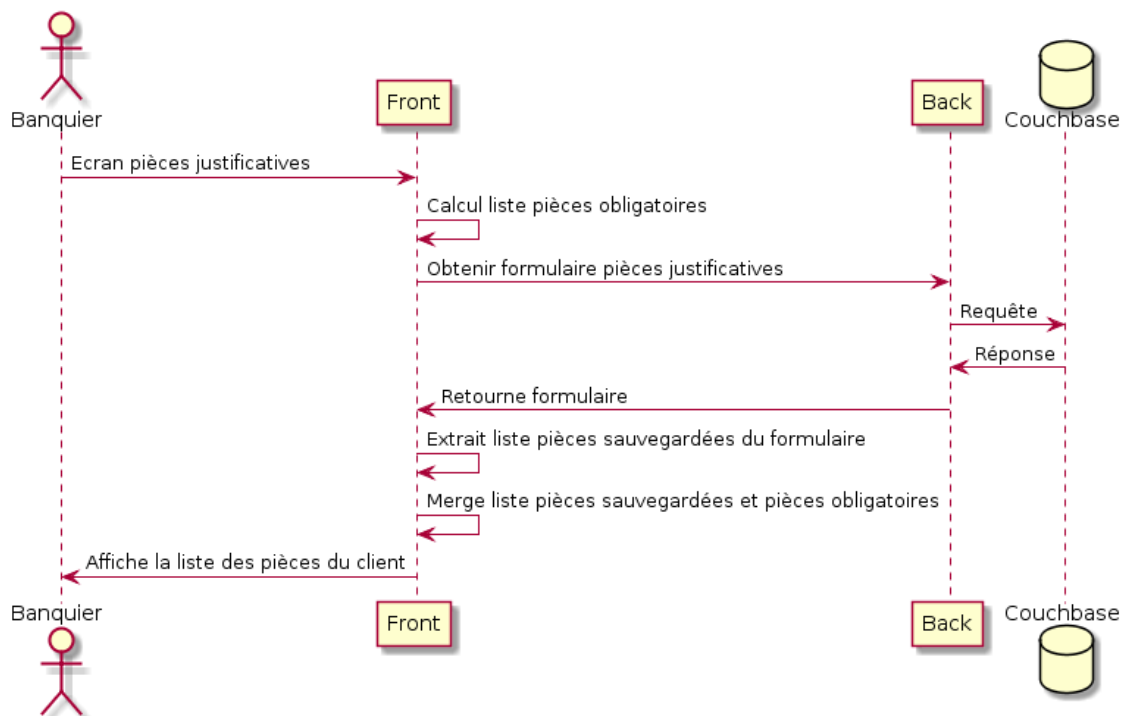 Banquier
Front
Back
Couchbase
Ecran pièces justificatives
Calcul liste pièces obligatoires
Obtenir formulaire pièces justificatives
Requête
Réponse
Retourne formulaire
Extrait liste pièces sauvegardées du formulaire
Merge liste pièces sauvegardées et pièces obligatoires
Affiche la liste des pièces du client
Banquier
Front
Back
Couchbase